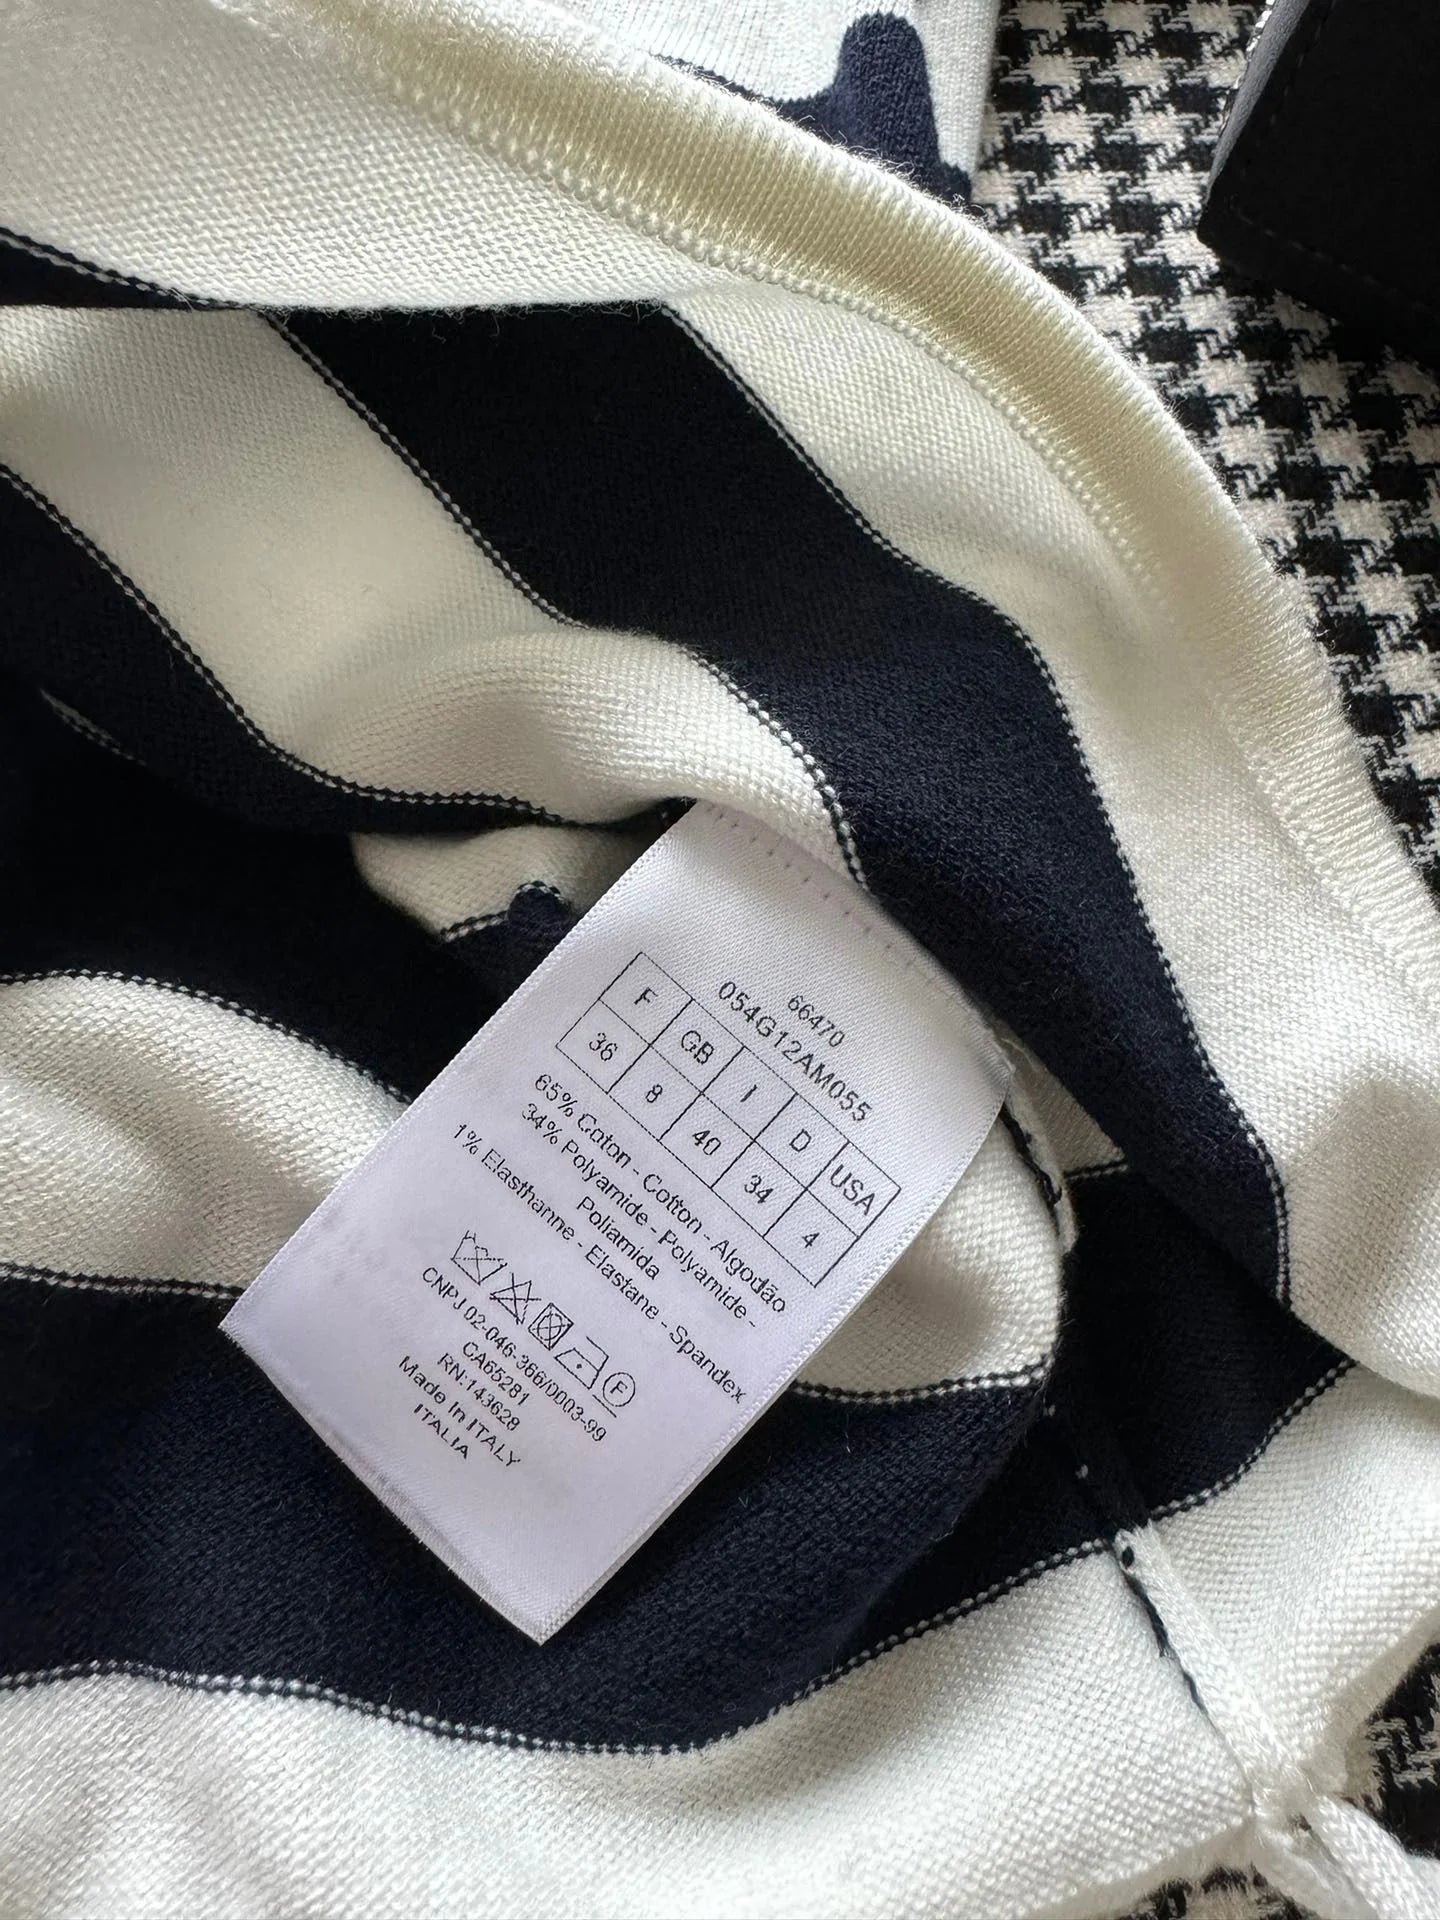 66470
054G12AM055
F GB I D USA
36 8 40 34 4
65% Coton - Cotton - Algodão
34% Polyamide - Polyamide -
Poliamida
1% Elasthanne - Elastane - Spandex
F
CNPJ 02-046-366/0003-99
CA65281
RN:143628
Made In ITALY
ITALIA